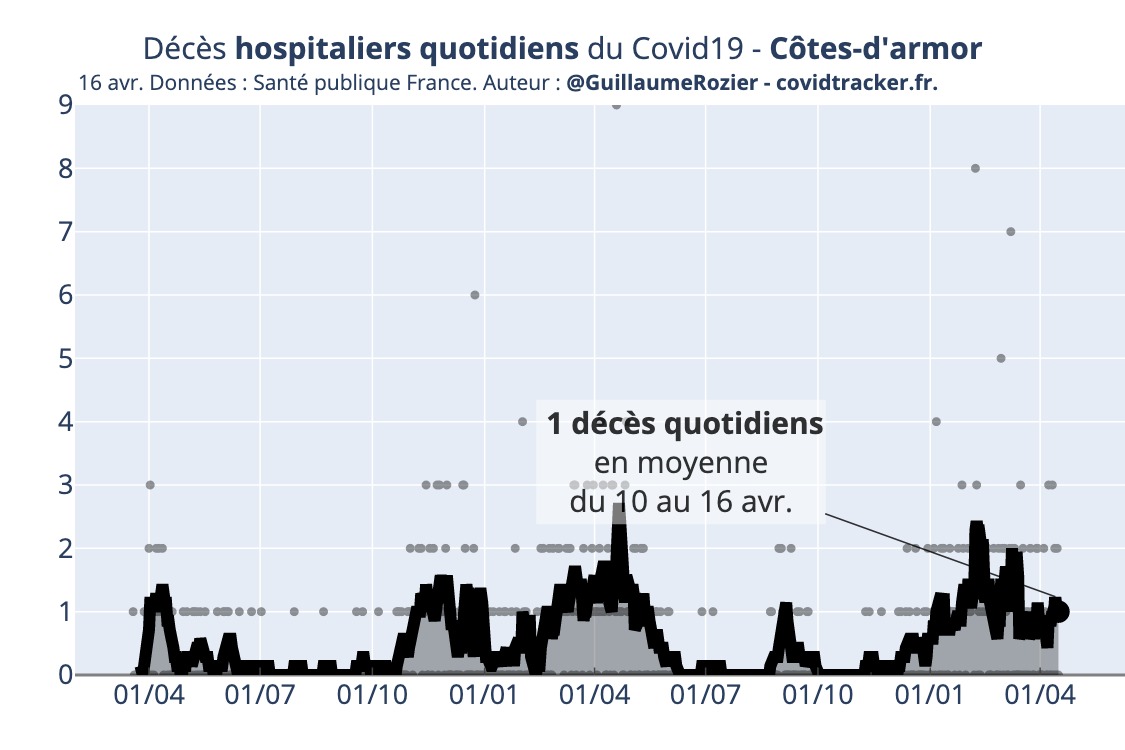 Décès hospitaliers quotidiens du Covid19 - Côtes-d'armor
16 avr. Données : Santé publique France. Auteur : @GuillaumeRozier - covidtracker.fr.
9
8
7
6
5
4
3
2
1
0
1 décès quotidiens
en moyenne
du 10 au 16 avr.
01/04 01/07 01/10 01/01 01/04 01/07 01/10 01/01 01/04